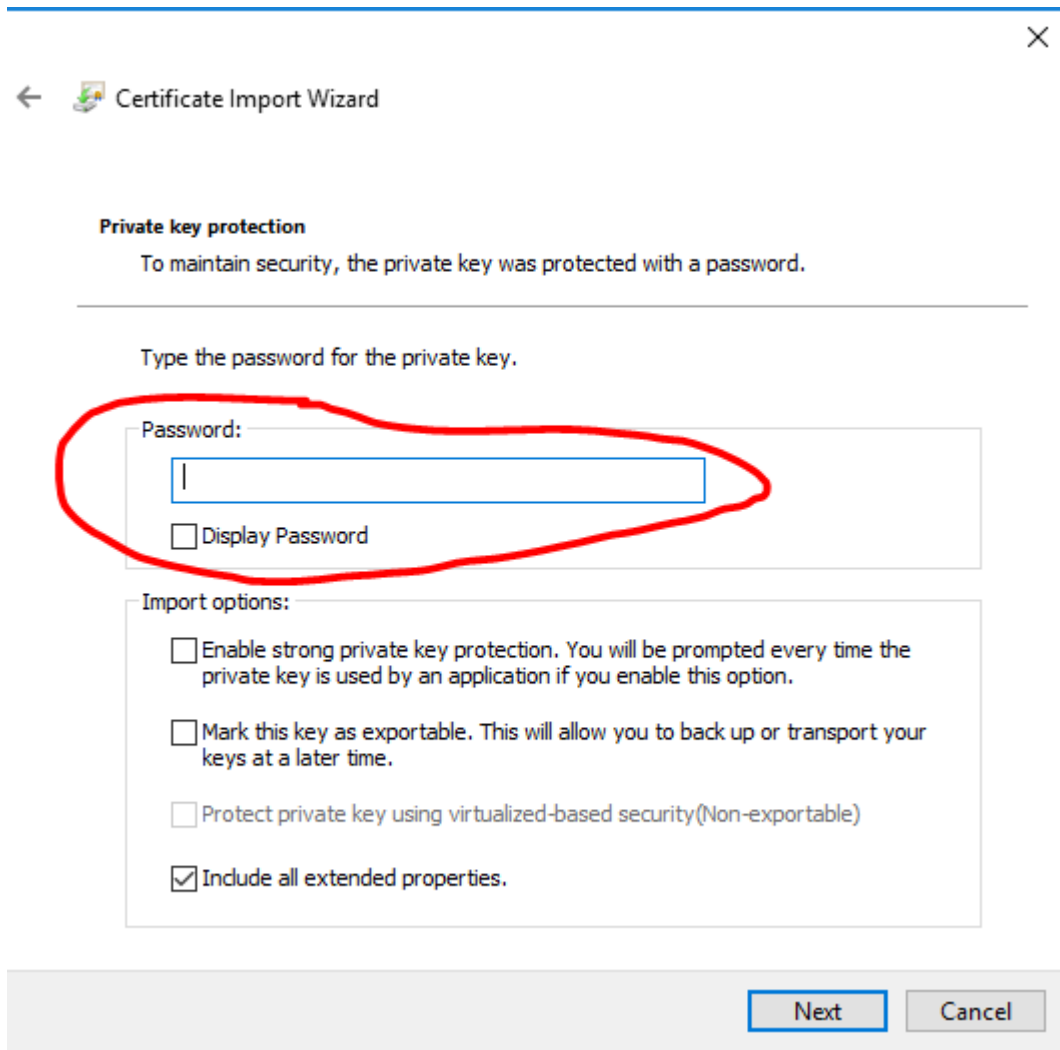 Certificate Import Wizard
Private key protection
To maintain security, the private key was protected with a password.
Type the password for the private key.
Password:
Display Password
Import options:
Enable strong private key protection. You will be prompted every time the
private key is used by an application if you enable this option.
Mark this key as exportable. This will allow you to back up or transport your
keys at a later time.
Protect private key using virtualized-based security(Non-exportable)
Include all extended properties.
Next Cancel